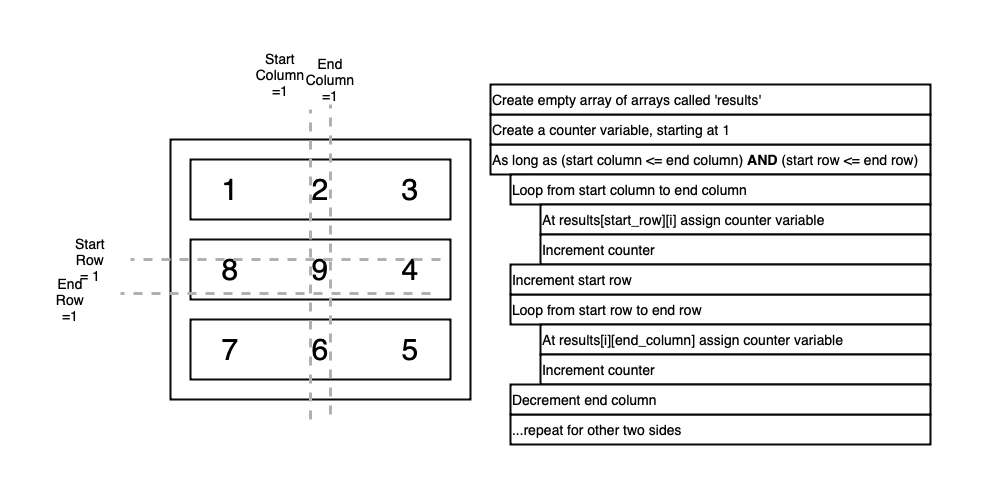 Start
Column
=1
End
Column
=1
1 2 3
Start
Row
= 1
8 9 4
End
Row
=1
7 6 5
Create empty array of arrays called 'results'
Create a counter variable, starting at 1
As long as (start column <= end column) AND (start row <= end row)
Loop from start column to end column
At results[start_row][i] assign counter variable
Increment counter
Increment start row
Loop from start row to end row
At results[i][end_column] assign counter variable
Increment counter
Decrement end column
...repeat for other two sides